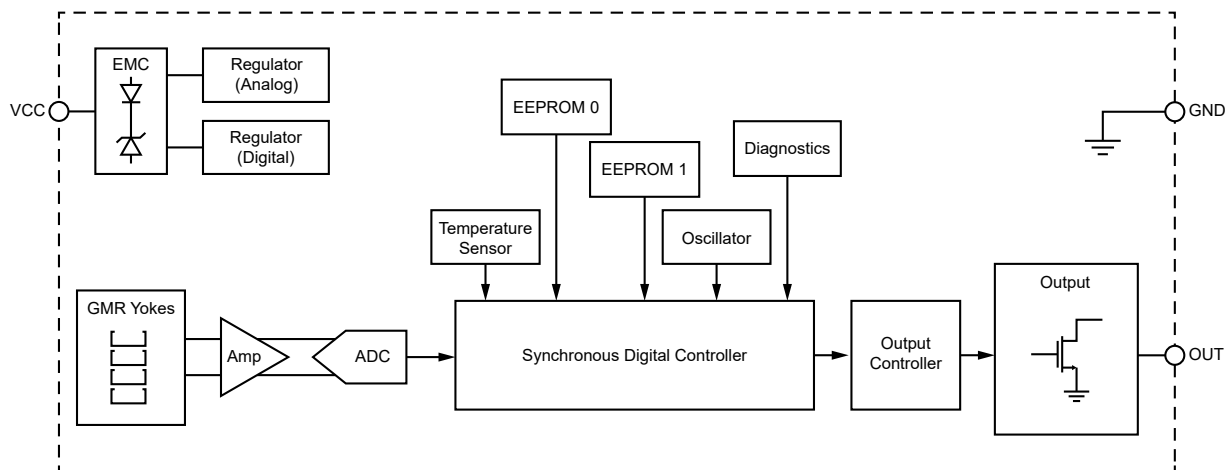 EMC
Regulator
(Analog)
VCC
EEPROM 0
GND
Regulator
(Digital)
EEPROM 1
Diagnostics
Temperature
Sensor
Oscillator
GMR Yokes
Output
Amp
ADC
Synchronous Digital Controller
Output
Controller
OUT